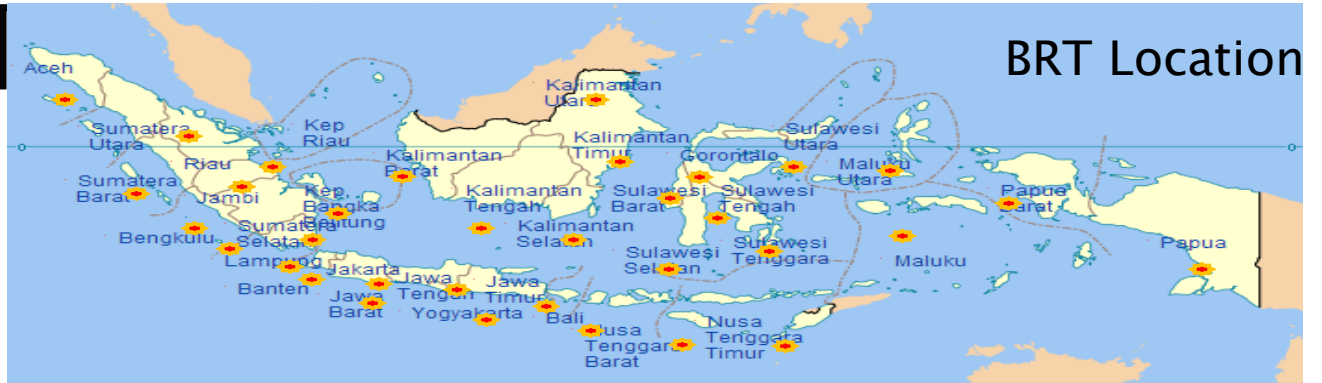 BRT Location
Aceh
Sumatera
Utara
Riau
Kep
Riau
Sumatera
Barat
Jambi
Kep
Bangka
Belitung
Bengkulu
Sumatera
Selatan
Lampung
Banten
Jakarta
Jawa
Barat
Jawa
Tengah
Yogyakarta
Jawa
Timur
Bali
Nusa
Tenggara
Barat
Nusa
Tenggara
Timur
Kalimantan
Utara
Kalimantan
Timur
Kalimantan
Barat
Kalimantan
Tengah
Kalimantan
Selatan
Gorontalo
Sulawesi
Utara
Sulawesi
Barat
Sulawesi
Tengah
Sulawesi
Selatan
Sulawesi
Tenggara
Maluku
Utara
Maluku
Papua
Barat
Papua
0
0